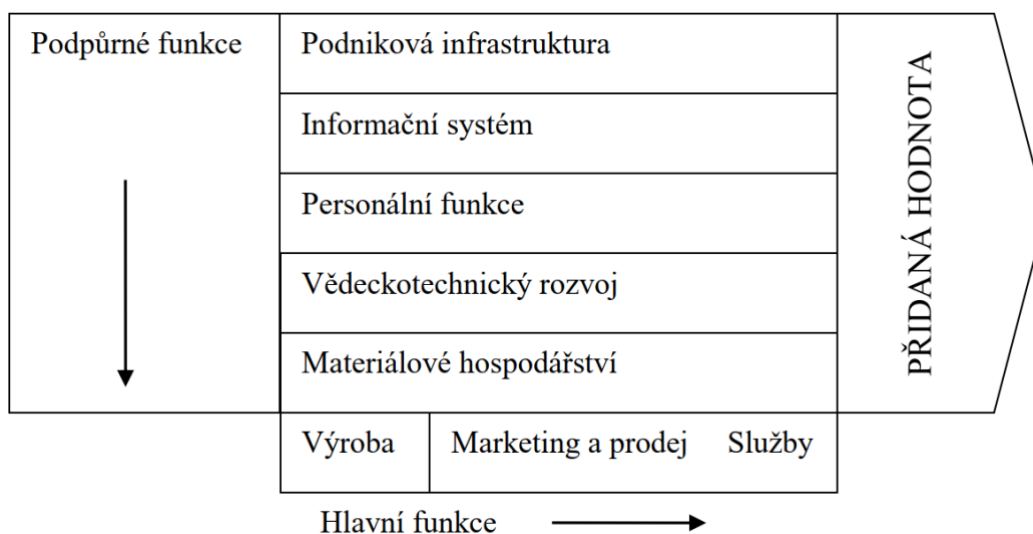 Podpůrné funkce
Podniková infrastruktura
Informační systém
Personální funkce
Vědeckotechnický rozvoj
Materiálové hospodářství
PŘIDANÁ HODNOTA
Výroba
Marketing a prodej
Služby
Hlavní funkce